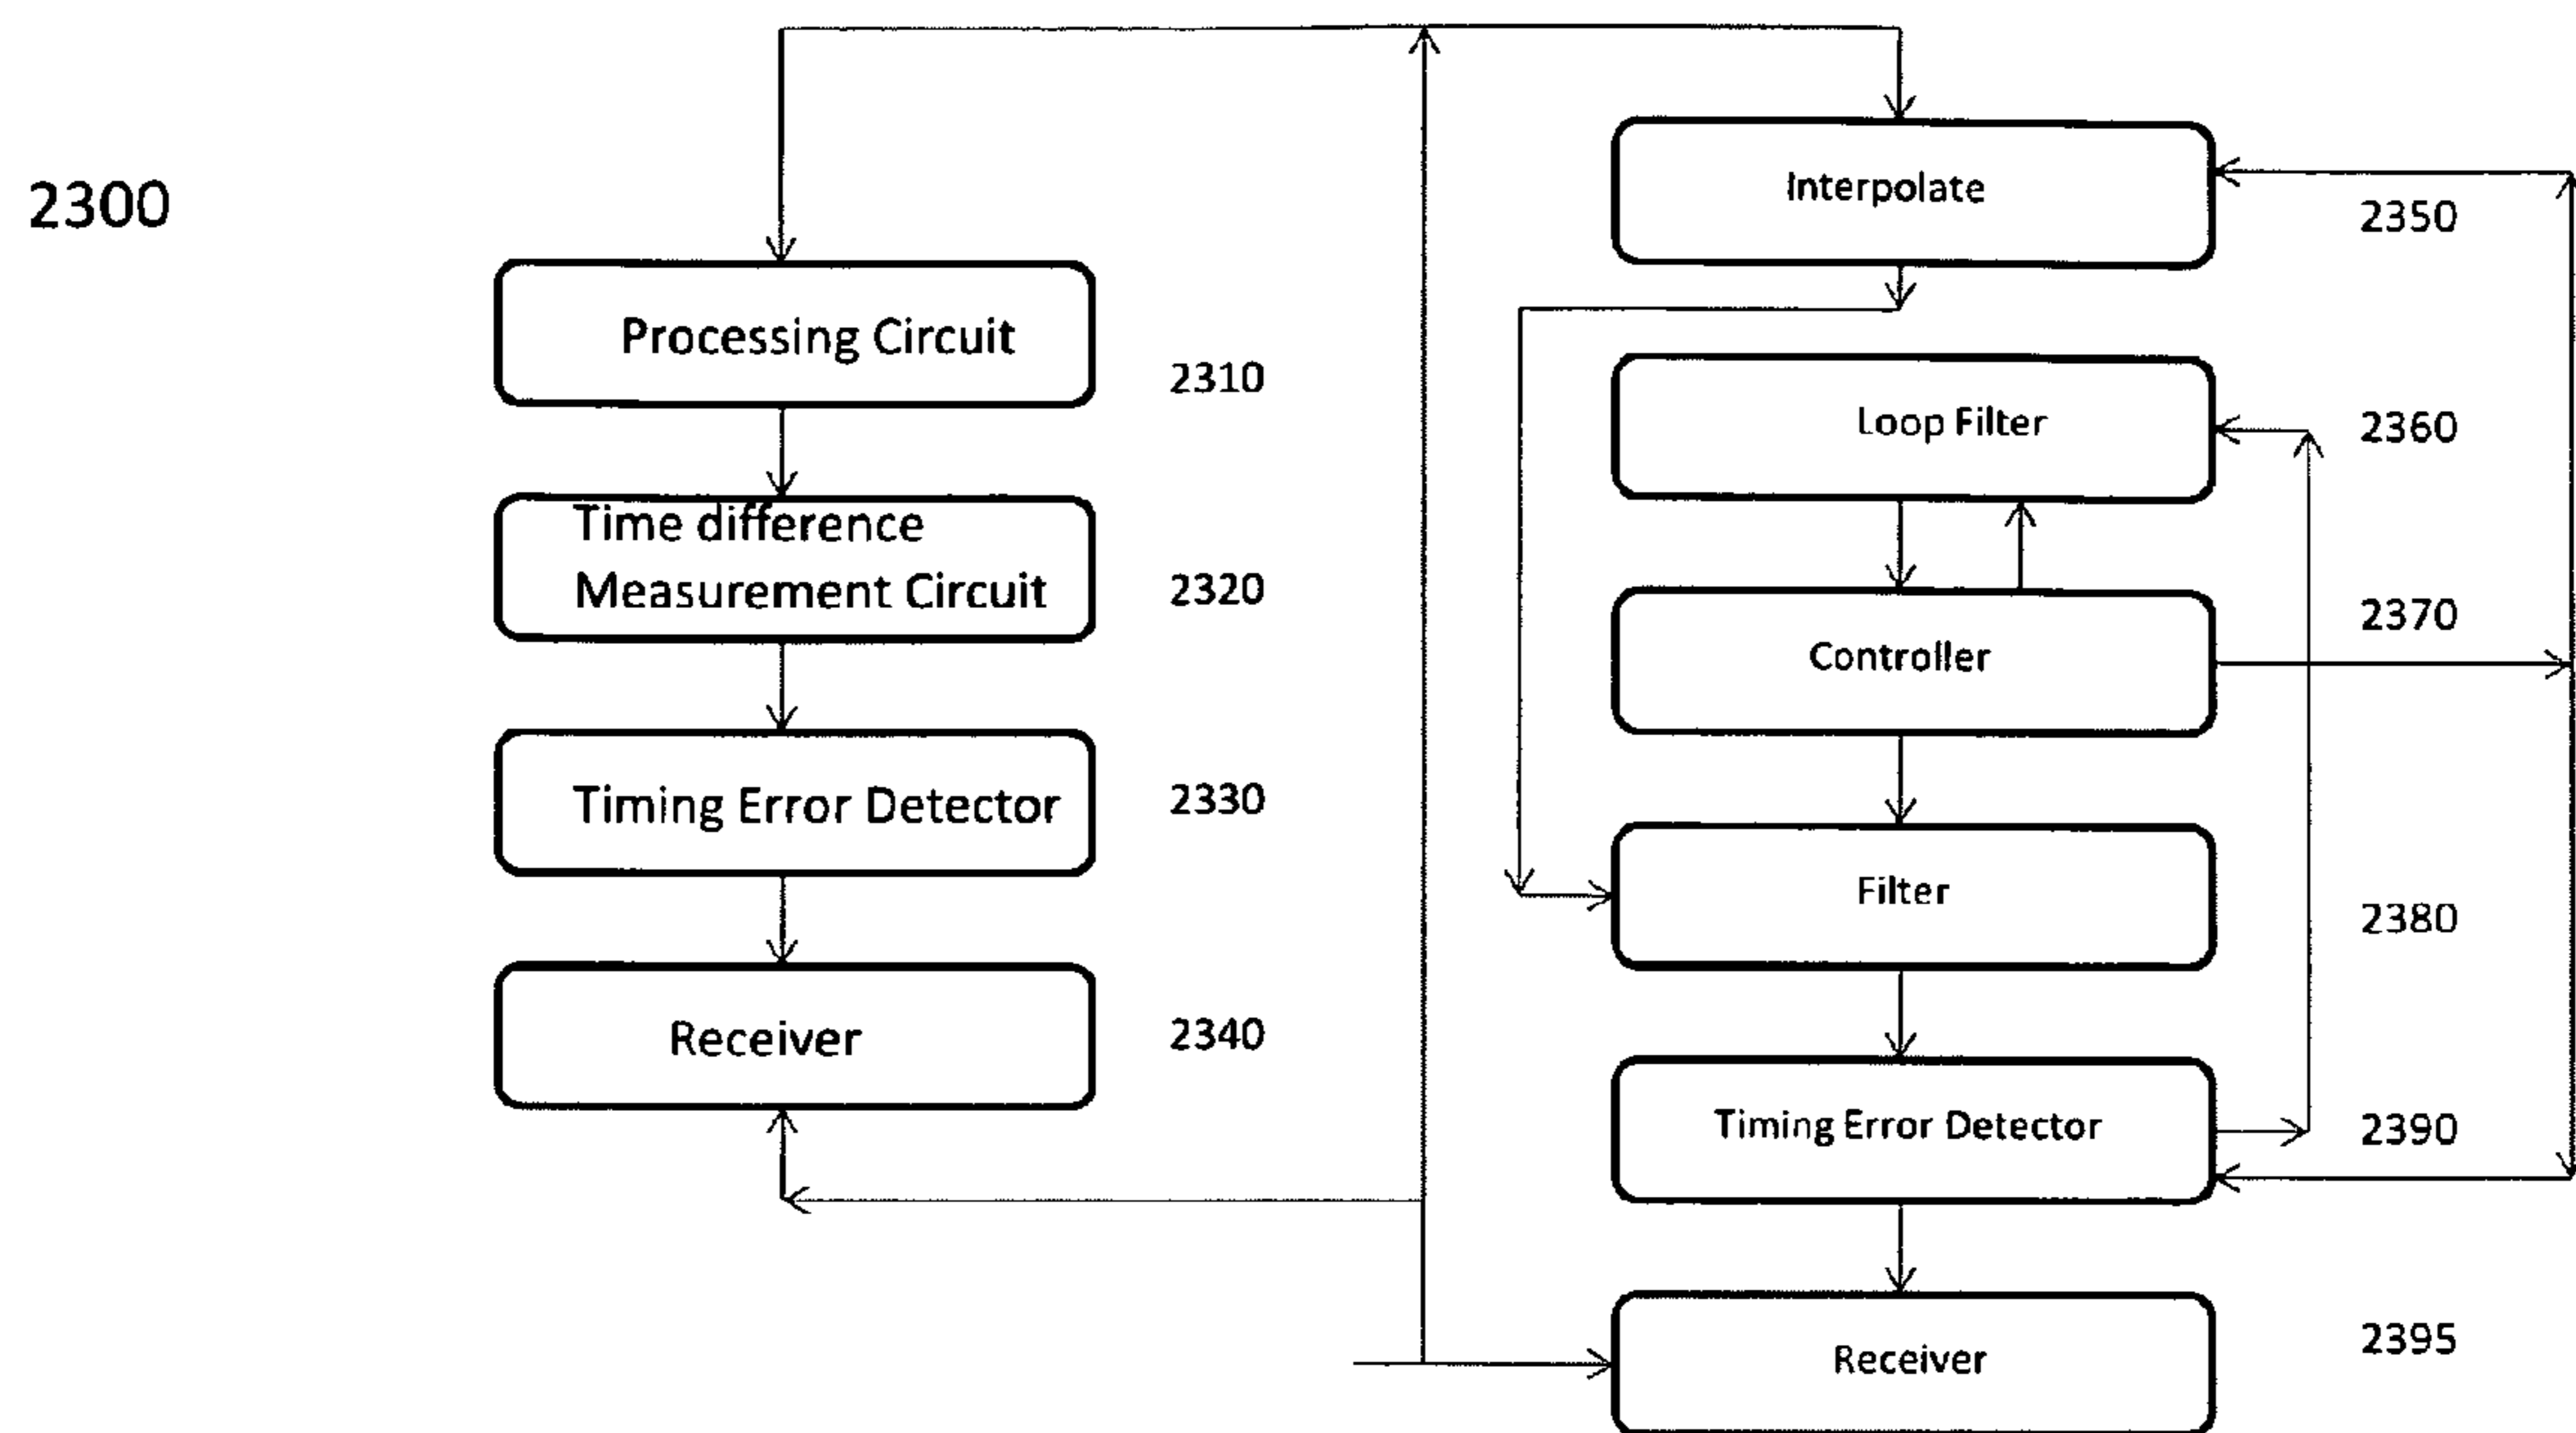 2300
Processing Circuit
2310
Time difference
Measurement Circuit
2320
Timing Error Detector
2330
Receiver
2340
Interpolate
2350
Loop Filter
2360
Controller
2370
Filter
2380
Timing Error Detector
2390
Receiver
2395